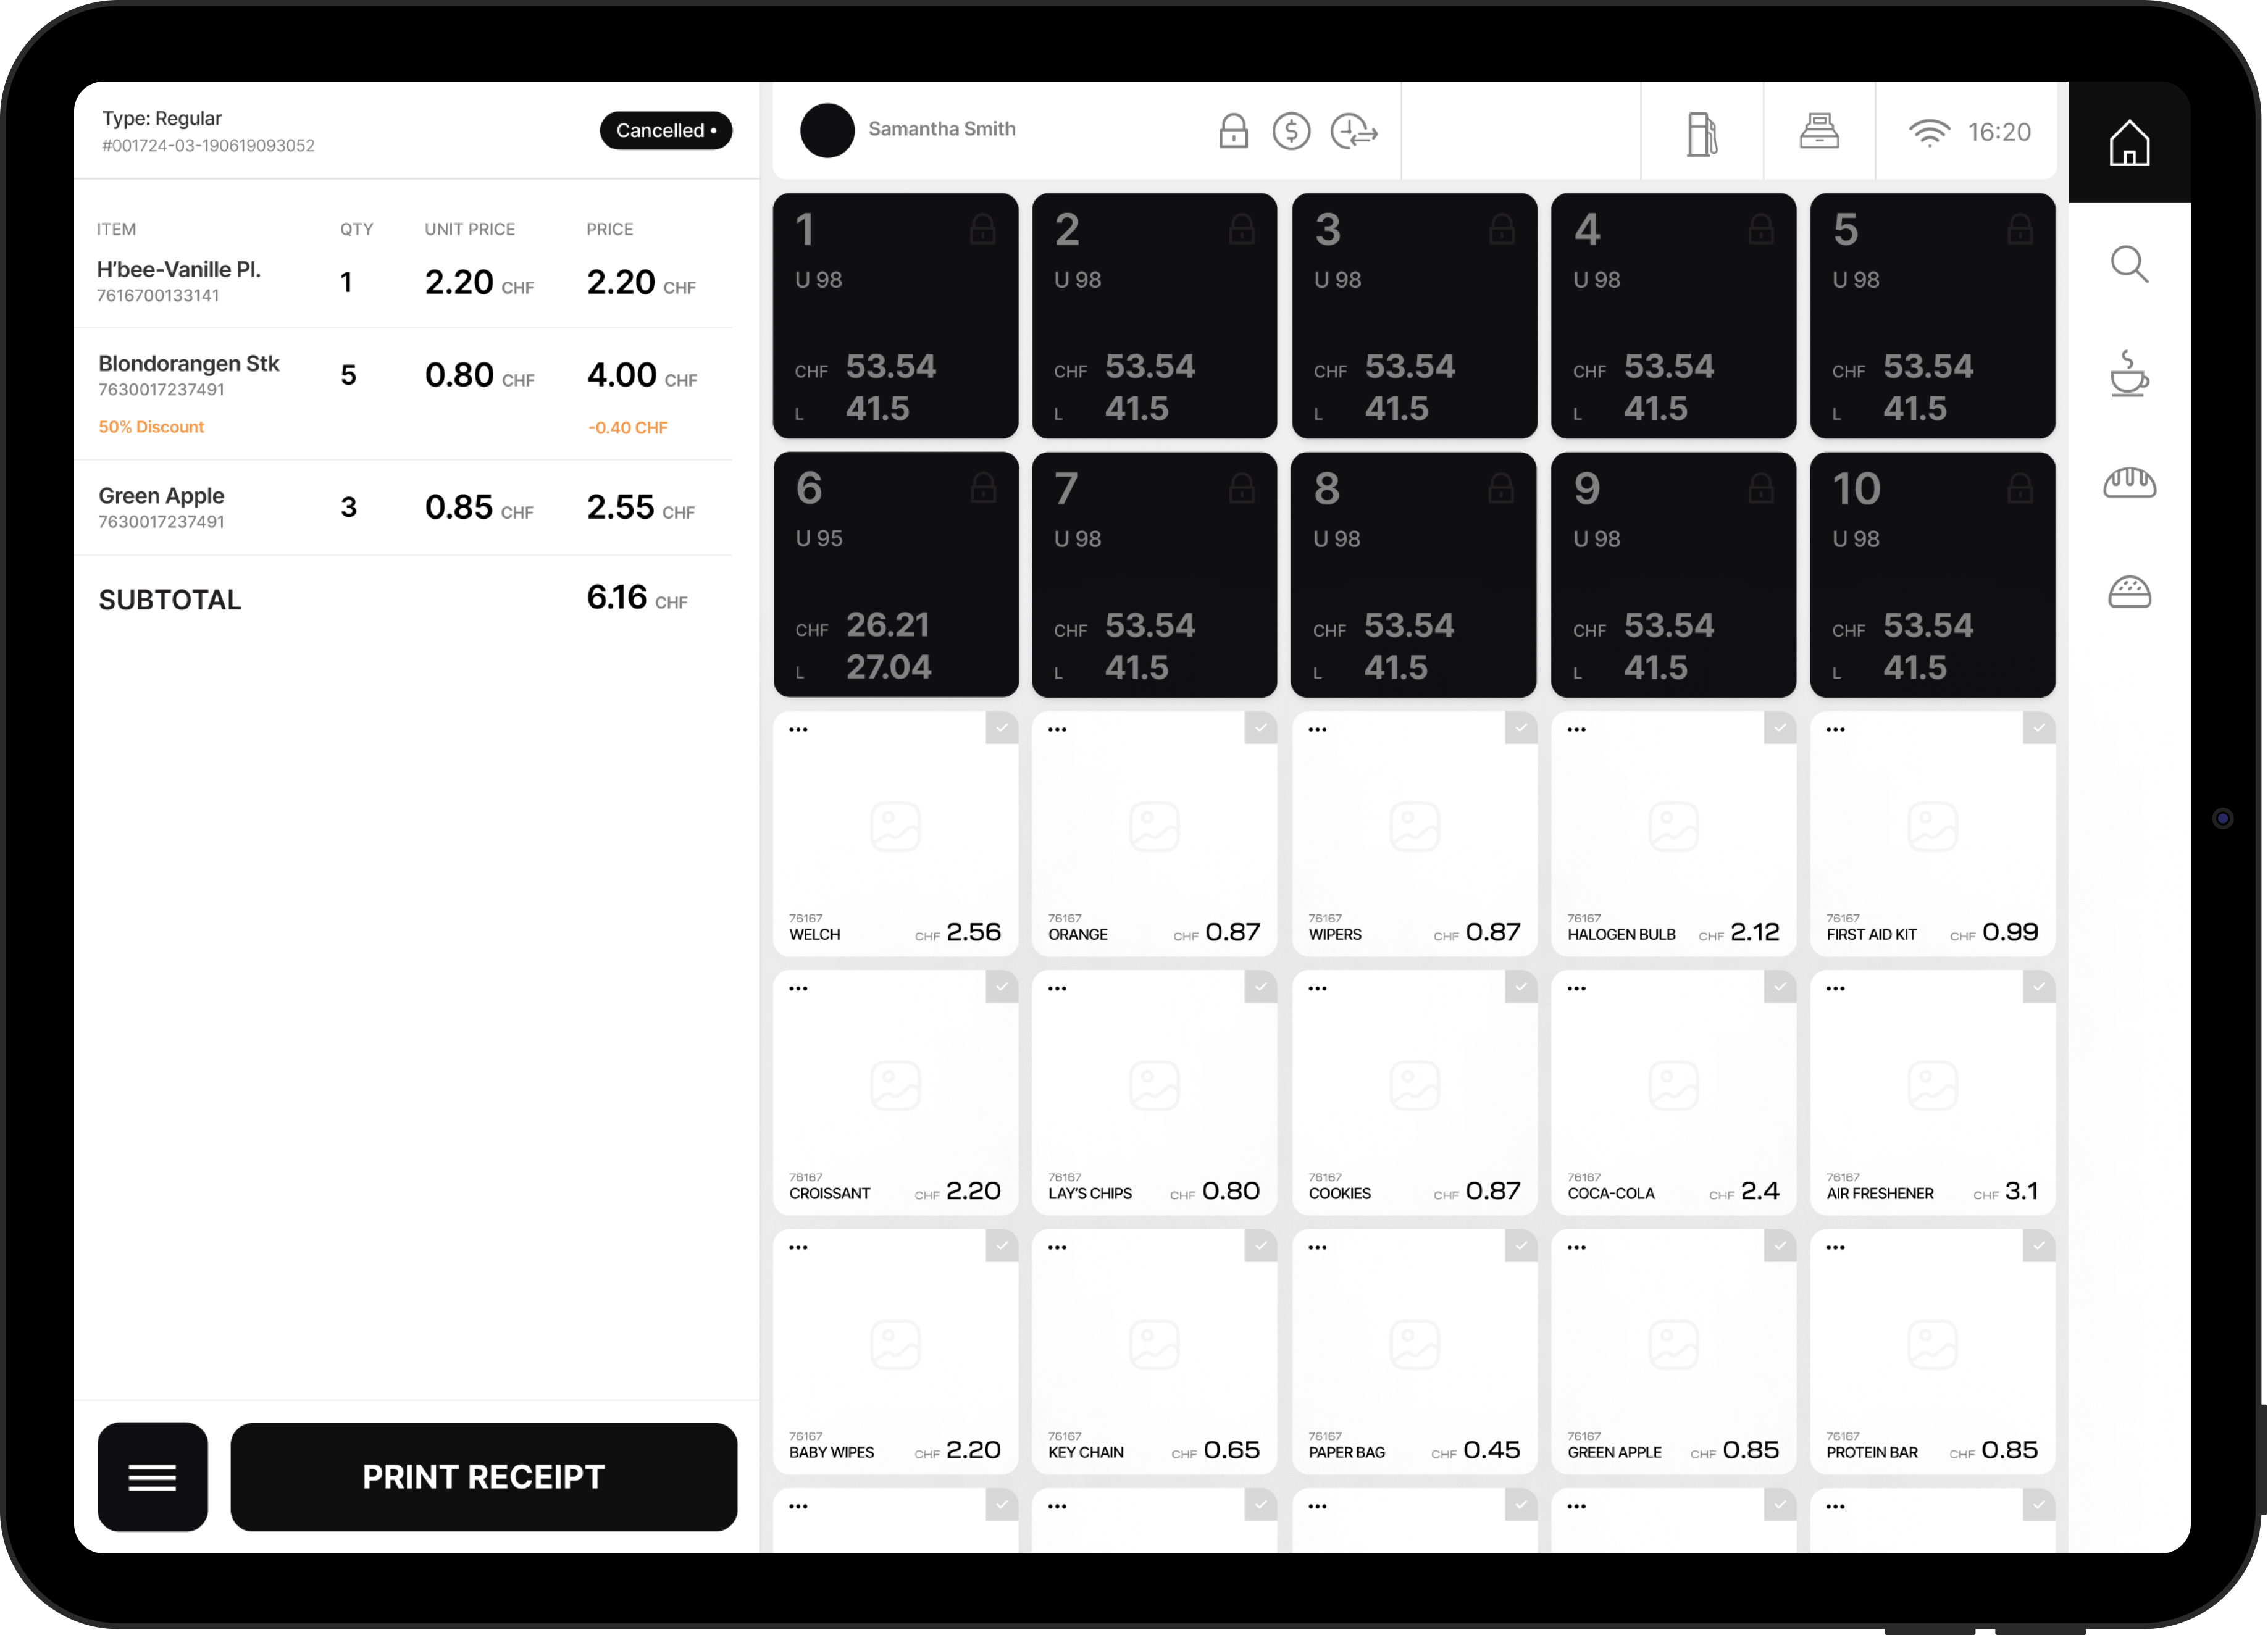 Type: Regular
#001724-03-190619093052
Cancelled •
ITEM QTY UNIT PRICE PRICE
H'bee-Vanille Pl. 1 2.20 CHF 2.20 CHF
7616700133141
Blondorangen Stk 5 0.80 CHF 4.00 CHF
7630017237491
50% Discount -0.40 CHF
Green Apple 3 0.85 CHF 2.55 CHF
7630017237491
SUBTOTAL 6.16 CHF
PRINT RECEIPT
Samantha Smith
16:20
1 2 3 4 5
U 98 U 98 U 98 U 98 U 98
CHF 53.54 CHF 53.54 CHF 53.54 CHF 53.54 CHF 53.54
L 41.5 L 41.5 L 41.5 L 41.5 L 41.5
6 7 8 9 10
U 95 U 98 U 98 U 98 U 98
CHF 26.21 CHF 53.54 CHF 53.54 CHF 53.54 CHF 53.54
L 27.04 L 41.5 L 41.5 L 41.5 L 41.5
76167 76167 76167 76167 76167
WELCH CHF 2.56 ORANGE CHF 0.87 WIPERS CHF 0.87 HALOGEN BULB CHF 2.12 FIRST AID KIT CHF 0.99
76167 76167 76167 76167 76167
CROISSANT CHF 2.20 LAY'S CHIPS CHF 0.80 COOKIES CHF 0.87 COCA-COLA CHF 2.4 AIR FRESHENER CHF 3.1
76167 76167 76167 76167 76167
BABY WIPES CHF 2.20 KEY CHAIN CHF 0.65 PAPER BAG CHF 0.45 GREEN APPLE CHF 0.85 PROTEIN BAR CHF 0.85